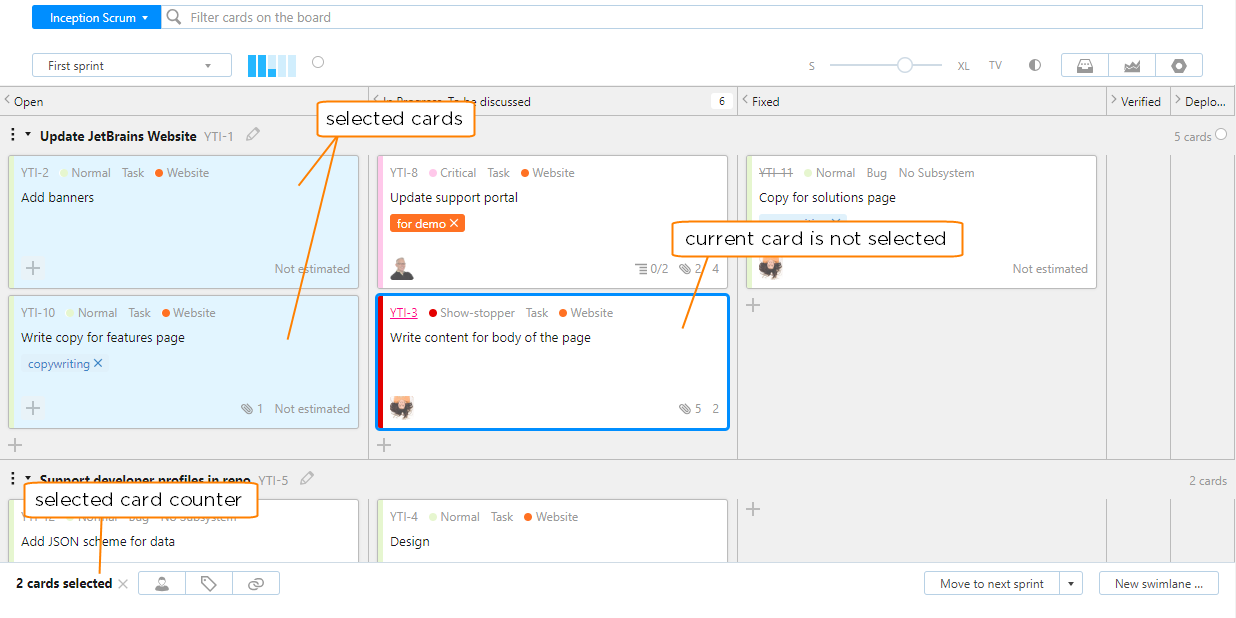 Inception Scrum
Filter cards on the board
First sprint
S
XL
TV
Open
In Progress, To be discussed
6
Fixed
Verified
Deplo...
selected cards
Update JetBrains Website YTI-1
5 cards
YTI-2 Normal Task Website
Add banners
Not estimated
YTI-8 Critical Task Website
Update support portal
for demo
0/2 2 4
YTI-11 Normal Bug No Subsystem
Copy for solutions page
Not estimated
current card is not selected
YTI-10 Normal Task Website
Write copy for features page
copywriting
1 Not estimated
YTI-3 Show-stopper Task Website
Write content for body of the page
5 2
Support developer profiles in repo YTI-5
2 cards
selected card counter
YTI-12 Normal Bug No Subsystem
Add JSON scheme for data
YTI-4 Normal Task Website
Design
2 cards selected
Move to next sprint
New swimlane ...